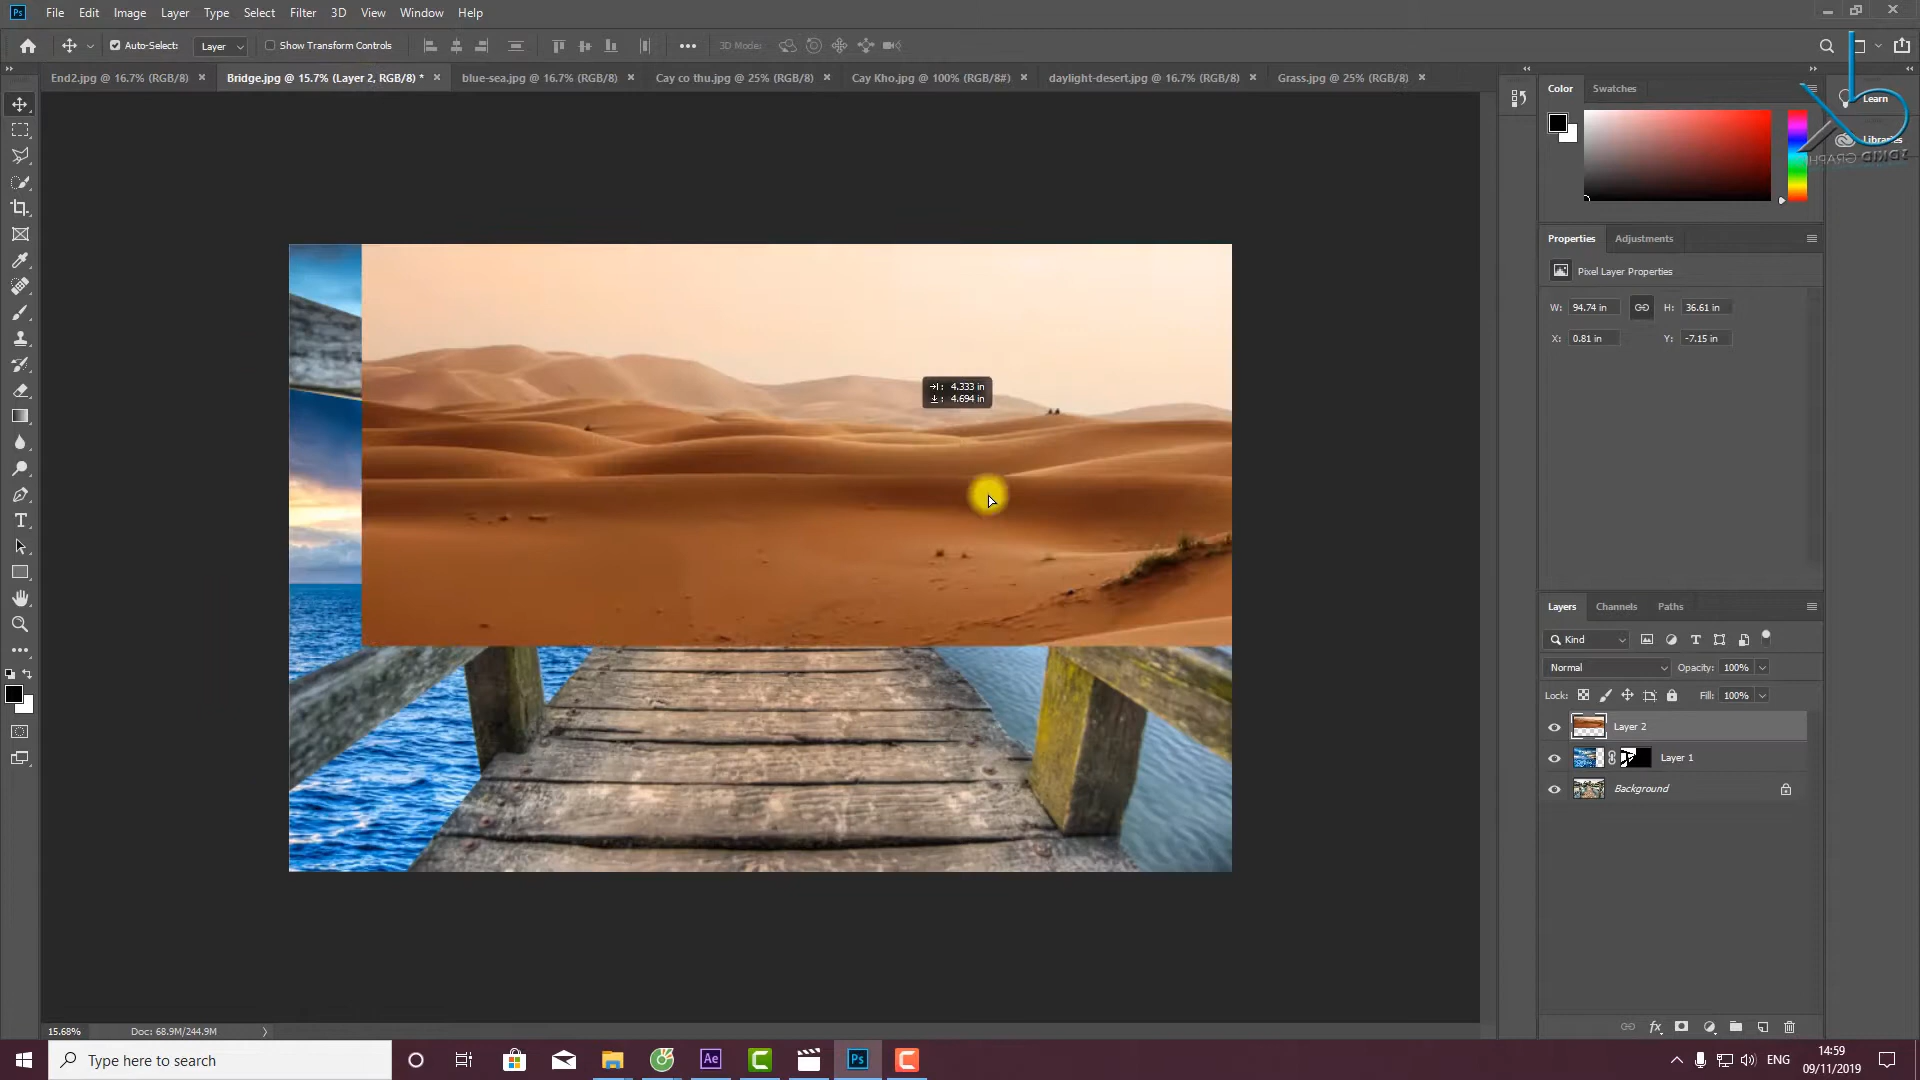 Ps File Edit Image Layer Type Select Filter 3D View Window Help
Auto-Select: Layer Show Transform Controls 3D Mode:
End2.jpg @ 16.7% (RGB/8) Bridge.jpg @ 15.7% (Layer 2, RGB/8) * blue-sea.jpg @ 16.7% (RGB/8) Cay co thu.jpg @ 25% (RGB/8) Cay Kho.jpg @ 100% (RGB/8#) daylight-desert.jpg @ 16.7% (RGB/8) Grass.jpg @ 25% (RGB/8)
Color Swatches
Learn
Libraries
Properties Adjustments
Pixel Layer Properties
W: 94.74 in H: 36.61 in
X: 0.81 in Y: -7.15 in
: 4.333 in
: 4.694 in
Layers Channels Paths
Kind
Normal Opacity: 100%
Lock: Fill: 100%
Layer 2
Layer 1
Background
15.68% Doc: 68.9M/244.9M
Type here to search
Ae
Ps
ENG
14:59
09/11/2019